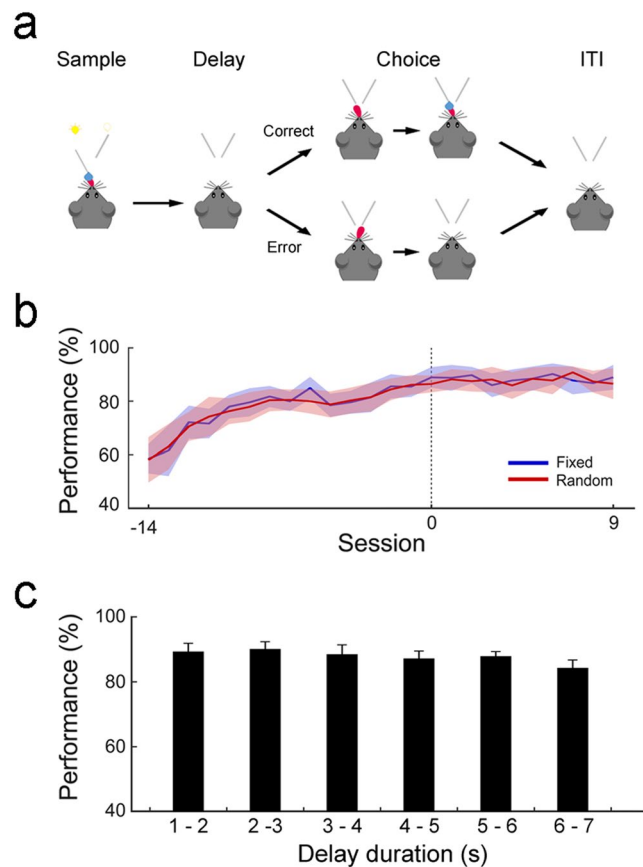 a
Sample Delay Choice ITI
Correct
Error
b
Performance (%)
100
80
60
40
Fixed
Random
-14 0 9
Session
c
Performance (%)
100
80
60
40
1 - 2 2 -3 3 - 4 4 - 5 5 - 6 6 - 7
Delay duration (s)